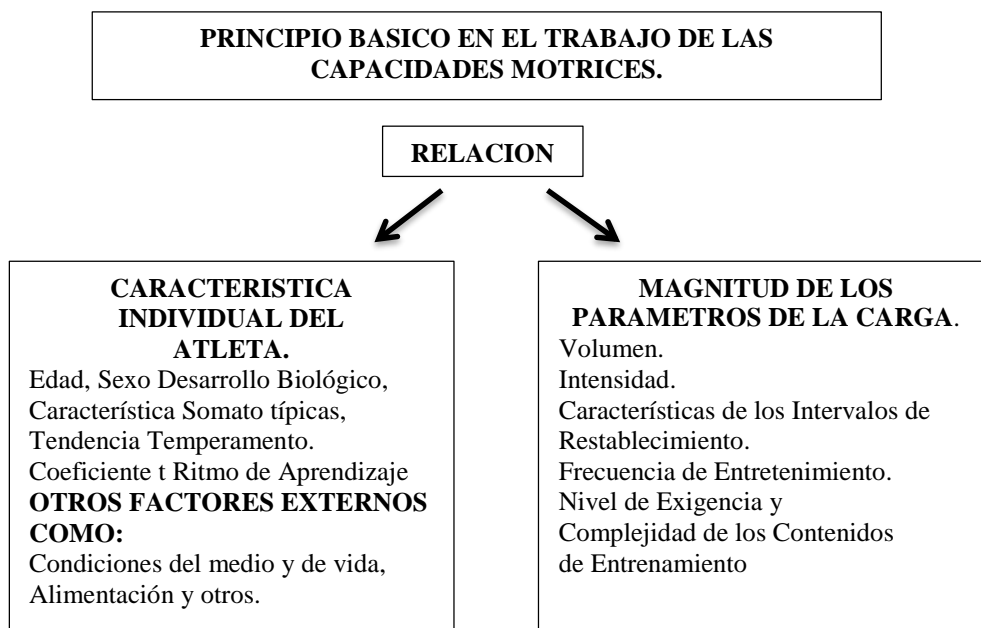 PRINCIPIO BASICO EN EL TRABAJO DE LAS
CAPACIDADES MOTRICES.
RELACION
CARACTERISTICA
INDIVIDUAL DEL
ATLETA.
Edad, Sexo Desarrollo Biológico,
Característica Somato típicas,
Tendencia Temperamento.
Coeficiente t Ritmo de Aprendizaje
OTROS FACTORES EXTERNOS
COMO:
Condiciones del medio y de vida,
Alimentación y otros.
MAGNITUD DE LOS
PARAMETROS DE LA CARGA.
Volumen.
Intensidad.
Características de los Intervalos de
Restablecimiento.
Frecuencia de Entretenimiento.
Nivel de Exigencia y
Complejidad de los Contenidos
de Entrenamiento